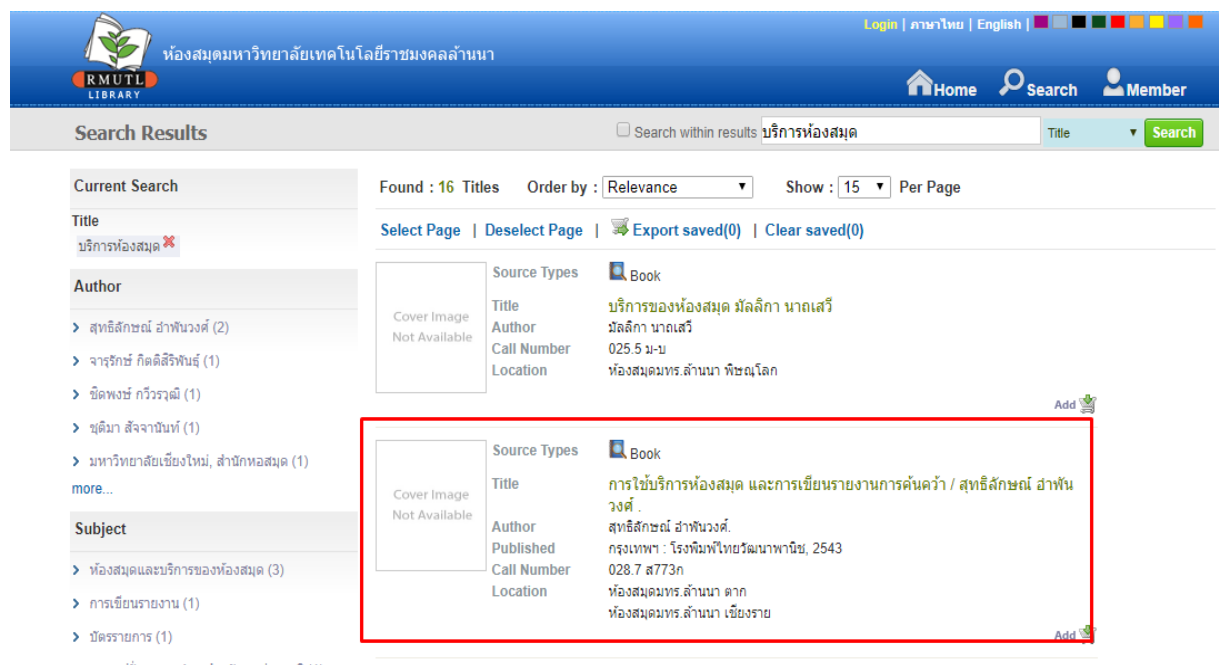 Login | ภาษาไทย | English |
ห้องสมุดมหาวิทยาลัยเทคโนโลยีราชมงคลล้านนา
RMUTL
LIBRARY
Home Search Member
Search Results
Search within results บริการห้องสมุด Title Search
Current Search
Title
บริการห้องสมุด
Author
สุทธิลักษณ์ อำพันวงศ์ (2)
จารุรักษ์ กิตติสิริพันธุ์ (1)
ชิดพงษ์ กวีวรวุฒิ (1)
ชุติมา สัจจานันท์ (1)
มหาวิทยาลัยเชียงใหม่, สำนักหอสมุด (1)
more...
Subject
ห้องสมุดและบริการของห้องสมุด (3)
การเขียนรายงาน (1)
บัตรรายการ (1)
Found : 16 Titles Order by : Relevance Show : 15 Per Page
Select Page | Deselect Page | Export saved(0) | Clear saved(0)
Cover Image
Not Available
Source Types Book
Title บริการของห้องสมุด มัลลิกา นาถเสวี
Author มัลลิกา นาถเสวี
Call Number 025.5 ม-บ
Location ห้องสมุดมทร.ล้านนา พิษณุโลก
Add
Cover Image
Not Available
Source Types Book
Title การใช้บริการห้องสมุด และการเขียนรายงานการค้นคว้า / สุทธิลักษณ์ อำพัน
วงศ์ .
Author สุทธิลักษณ์ อำพันวงศ์.
Published กรุงเทพฯ : โรงพิมพ์ไทยวัฒนาพานิช, 2543
Call Number 028.7 ส773ก
Location ห้องสมุดมทร.ล้านนา ตาก
ห้องสมุดมทร.ล้านนา เชียงราย
Add